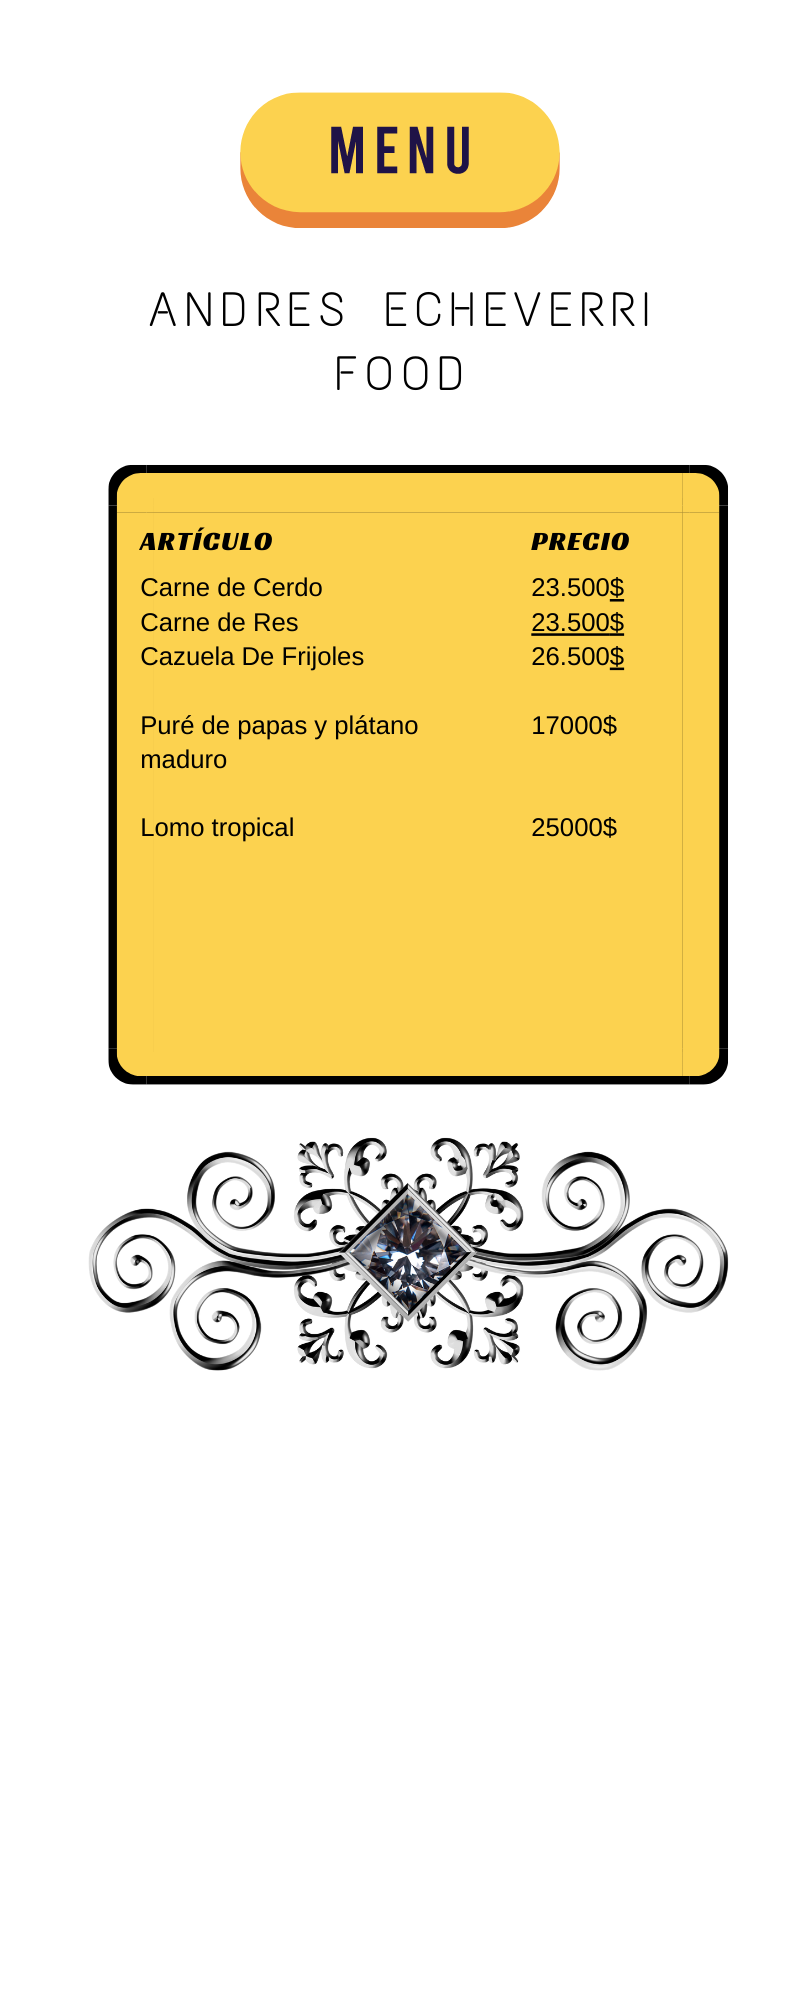 MENU
ANDRES ECHEVERRI
FOOD
ARTÍCULO PRECIO
Carne de Cerdo 23.500$
Carne de Res 23.500$
Cazuela De Frijoles 26.500$
Puré de papas y plátano 17000$
maduro
Lomo tropical 25000$